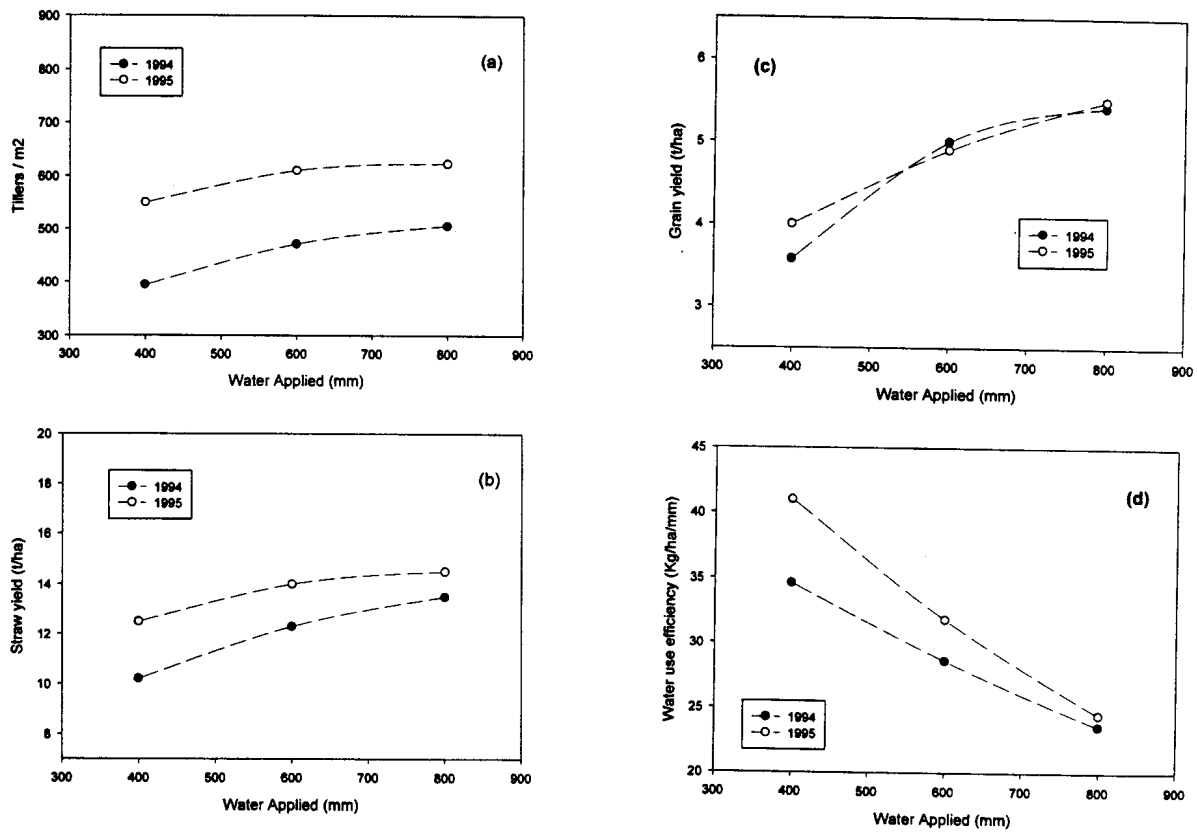 900
800
700
600
500
400
300
Tillers / m2
1994
1995
(a)
300 400 500 600 700 800 900
Water Applied (mm)
20
18
16
14
12
10
8
6
Straw yield (t/ha)
1994
1995
(b)
300 400 500 600 700 800 900
Water Applied (mm)
6
5
4
3
Grain yield (t/ha)
(c)
1994
1995
300 400 500 600 700 800 900
Water Applied (mm)
45
40
35
30
25
20
Water use efficiency (Kg/ha/mm)
(d)
1994
1995
300 400 500 600 700 800 900
Water Applied (mm)